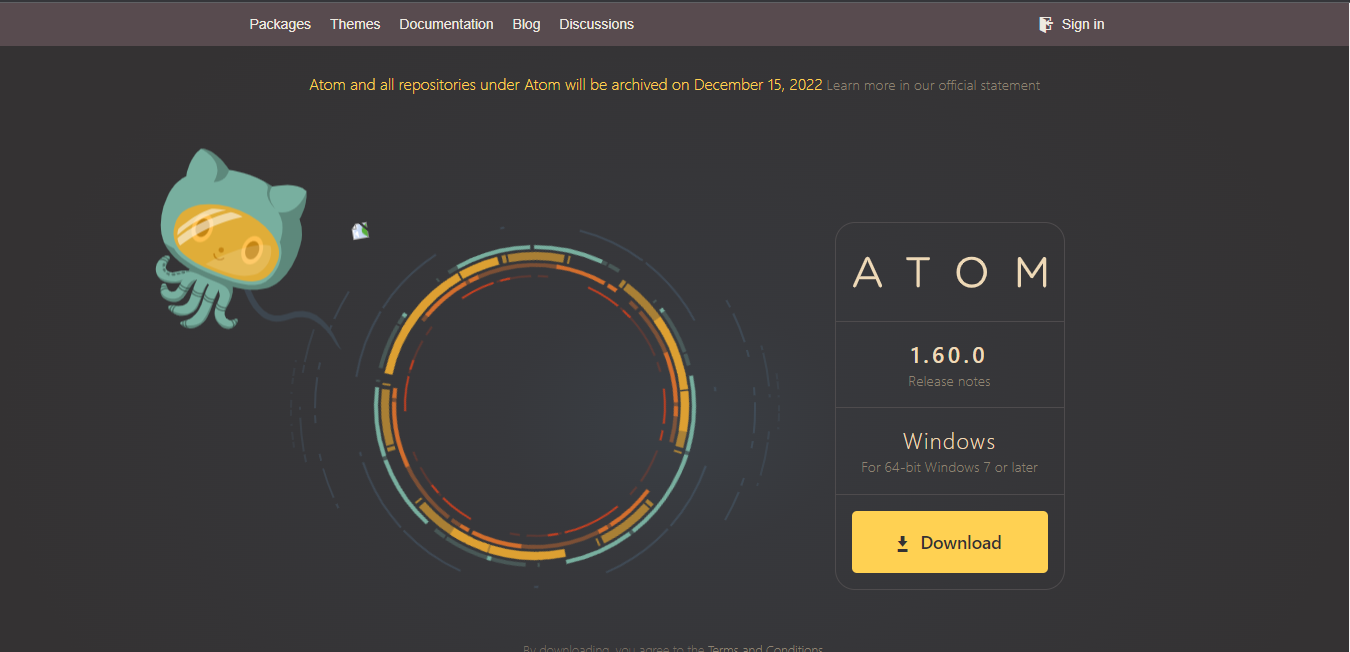 Packages Themes Documentation Blog Discussions Sign in
Atom and all repositories under Atom will be archived on December 15, 2022 Learn more in our official statement
ATOM
1.60.0
Release notes
Windows
For 64-bit Windows 7 or later
Download
By downloading, you agree to the Terms and Conditions.